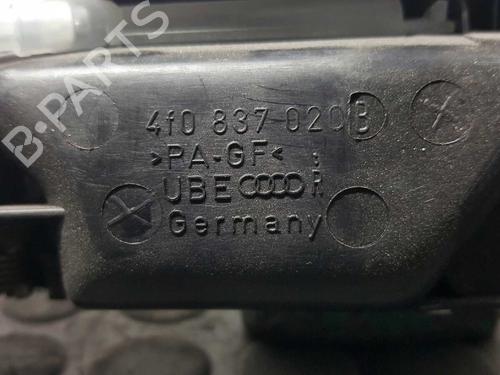 B-PARTS
4f0 837 020 B
>PA-GF<
UBE R
Germany